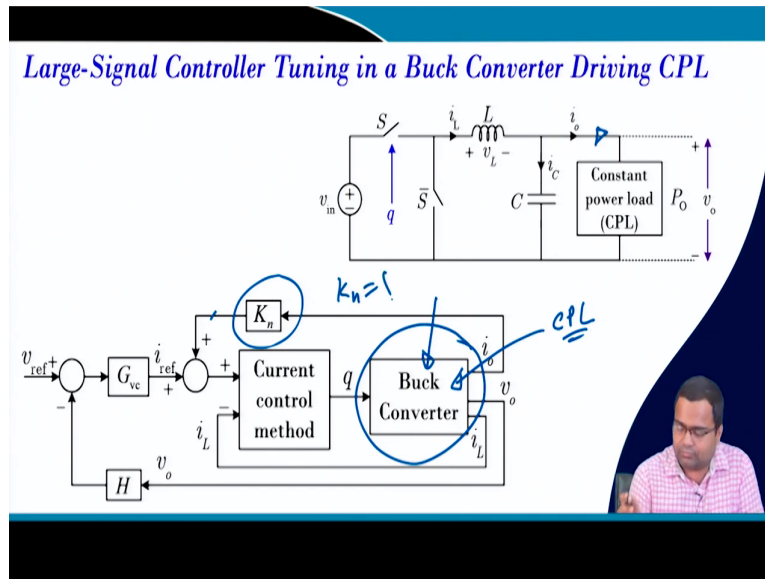 Large-Signal Controller Tuning in a Buck Converter Driving CPL
S
i_L
L
i_o
+ v_L −
i_C
+
v_in
+
−
q
S̄
C
Constant
power load
(CPL)
P_o
v_o
−
K_n = ?
K_n
CPL
+
v_ref
+
−
G_vc
i_ref
+
+
−
Current
control
method
q
Buck
Converter
i_o
v_o
i_L
i_L
v_o
H